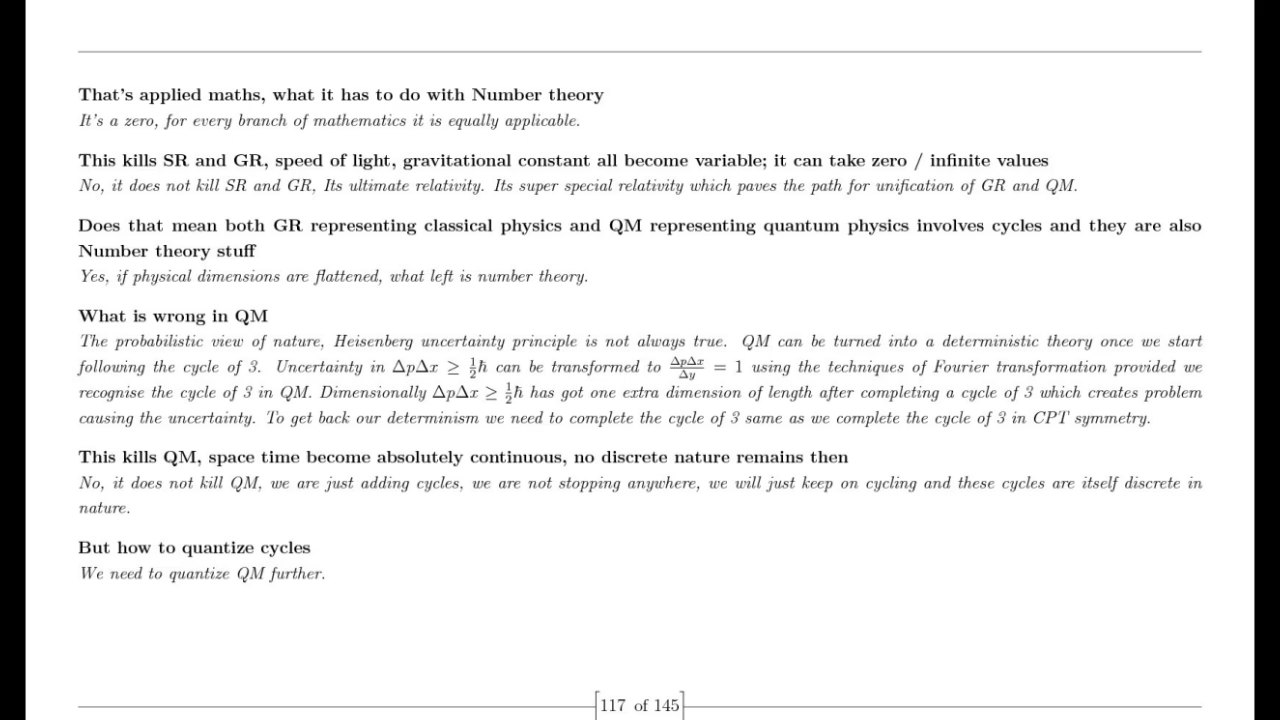 That's applied maths, what it has to do with Number theory
It's a zero, for every branch of mathematics it is equally applicable.
This kills SR and GR, speed of light, gravitational constant all become variable; it can take zero / infinite values
No, it does not kill SR and GR, Its ultimate relativity. Its super special relativity which paves the path for unification of GR and QM.
Does that mean both GR representing classical physics and QM representing quantum physics involves cycles and they are also
Number theory stuff
Yes, if physical dimensions are flattened, what left is number theory.
What is wrong in QM
The probabilistic view of nature, Heisenberg uncertainty principle is not always true. QM can be turned into a deterministic theory once we start
following the cycle of 3. Uncertainty in ΔpΔx ≥ ½ħ can be transformed to ΔpΔx/Δy = 1 using the techniques of Fourier transformation provided we
recognise the cycle of 3 in QM. Dimensionally ΔpΔx ≥ ½ħ has got one extra dimension of length after completing a cycle of 3 which creates problem
causing the uncertainty. To get back our determinism we need to complete the cycle of 3 same as we complete the cycle of 3 in CPT symmetry.
This kills QM, space time become absolutely continuous, no discrete nature remains then
No, it does not kill QM, we are just adding cycles, we are not stopping anywhere, we will just keep on cycling and these cycles are itself discrete in
nature.
But how to quantize cycles
We need to quantize QM further.
117 of 145